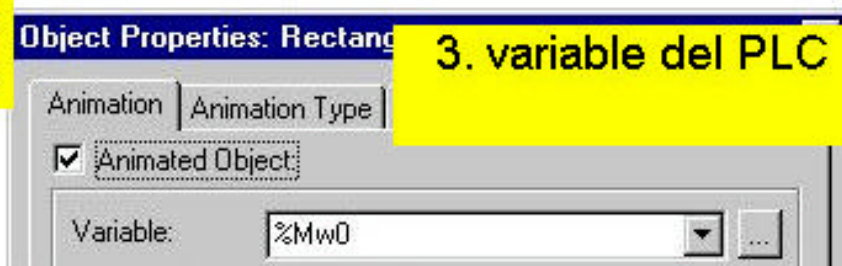 Object Properties: Rectang
3. variable del PLC
Animation Animation Type
Animated Object:
Variable: %Mw0 ...